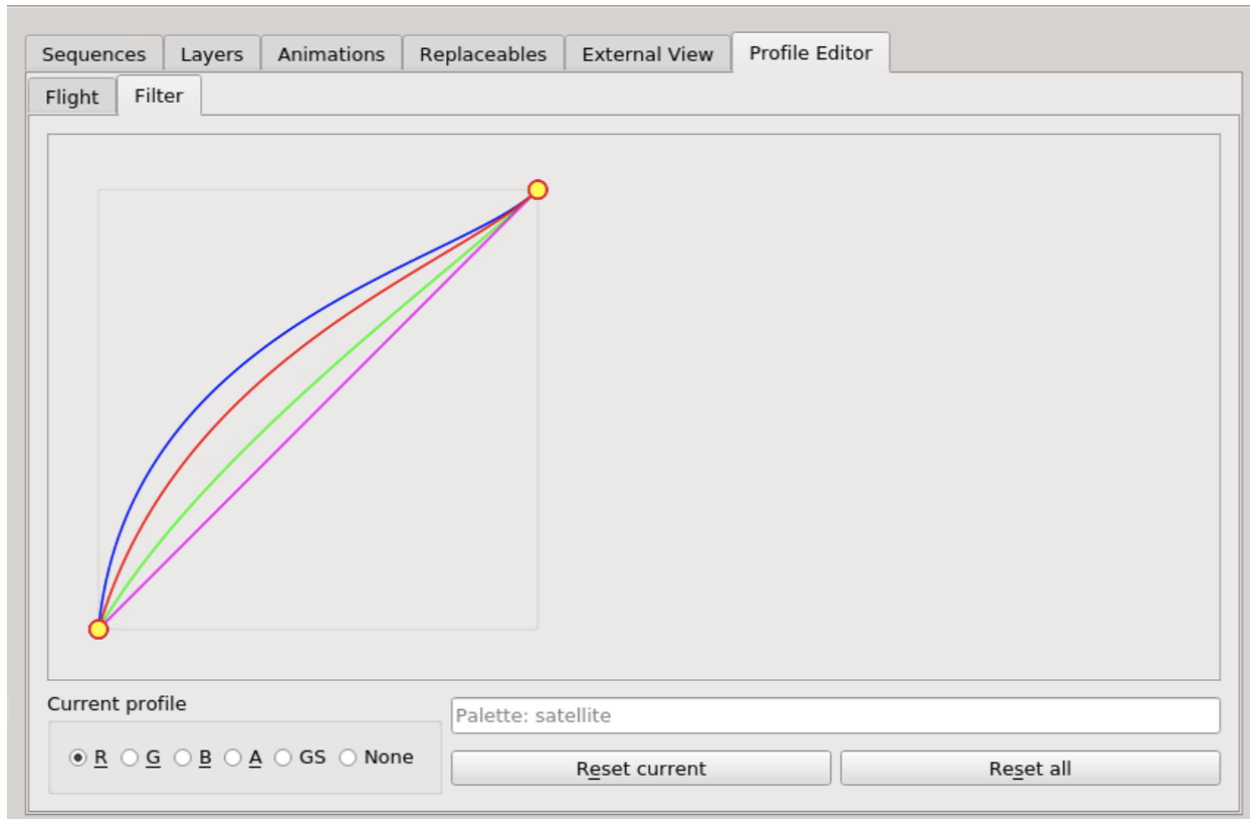 Sequences Layers Animations Replaceables External View Profile Editor
Flight Filter
Current profile
Palette: satellite
R G B A GS None
Reset current Reset all